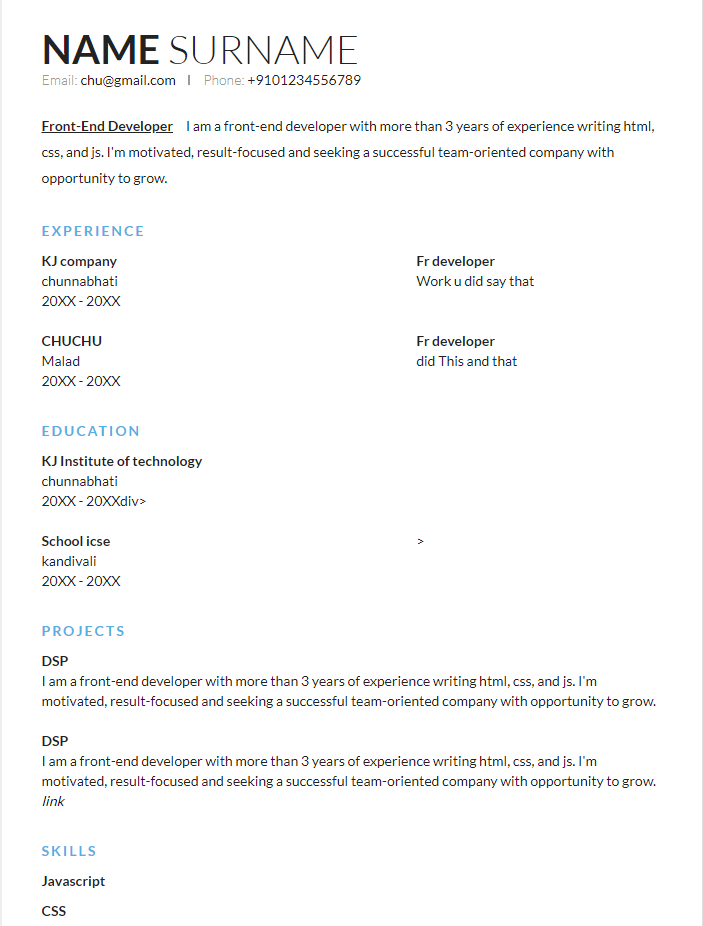 NAME SURNAME
Email: chu@gmail.com | Phone: +9101234556789
Front-End Developer I am a front-end developer with more than 3 years of experience writing html,
css, and js. I'm motivated, result-focused and seeking a successful team-oriented company with
opportunity to grow.
EXPERIENCE
KJ company Fr developer
chunnabhati Work u did say that
20XX - 20XX
CHUCHU Fr developer
Malad did This and that
20XX - 20XX
EDUCATION
KJ Institute of technology
chunnabhati
20XX - 20XXdiv>
School icse >
kandivali
20XX - 20XX
PROJECTS
DSP
I am a front-end developer with more than 3 years of experience writing html, css, and js. I'm
motivated, result-focused and seeking a successful team-oriented company with opportunity to grow.
DSP
I am a front-end developer with more than 3 years of experience writing html, css, and js. I'm
motivated, result-focused and seeking a successful team-oriented company with opportunity to grow.
link
SKILLS
Javascript
CSS